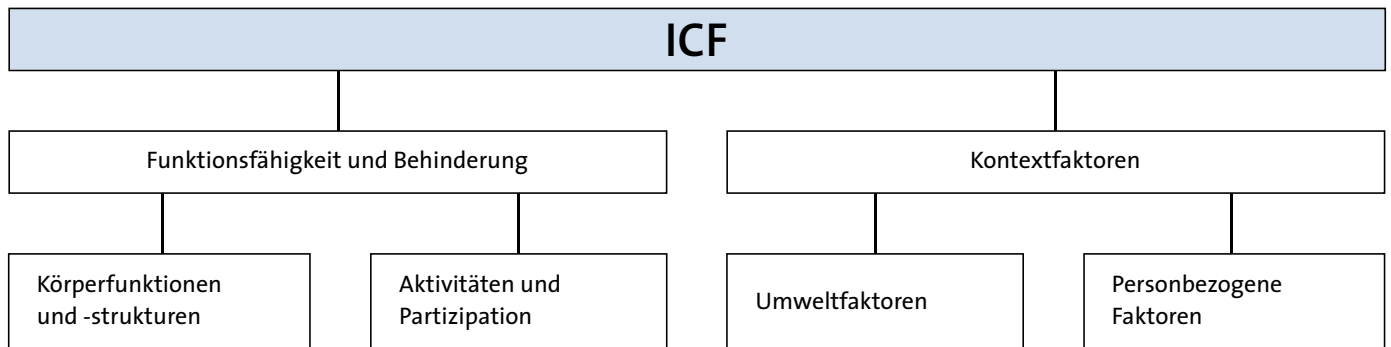 ICF
Funktionsfähigkeit und Behinderung
Kontextfaktoren
Körperfunktionen
und -strukturen
Aktivitäten und
Partizipation
Umweltfaktoren
Personbezogene
Faktoren